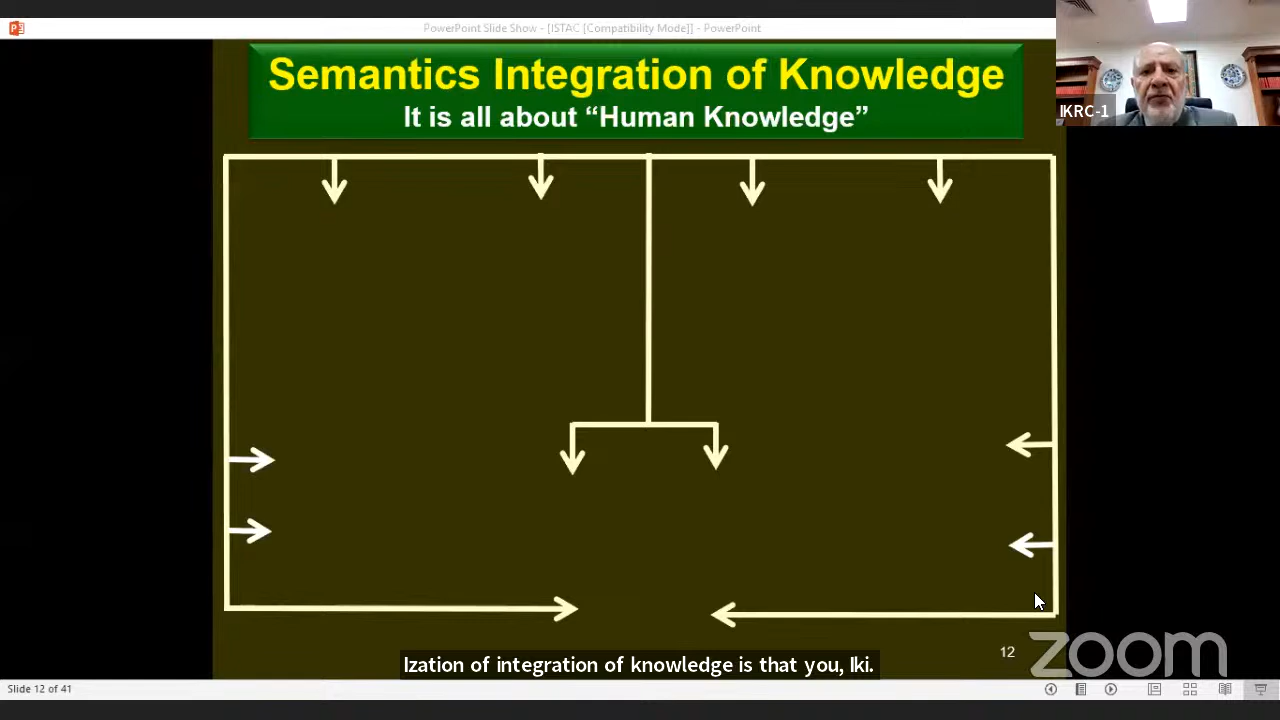 PowerPoint Slide Show - [ISTAC [Compatibility Mode]] - PowerPoint
Semantics Integration of Knowledge
It is all about “Human Knowledge”
IKRC-1
12
zoom
Ization of integration of knowledge is that you, Iki.
Slide 12 of 41